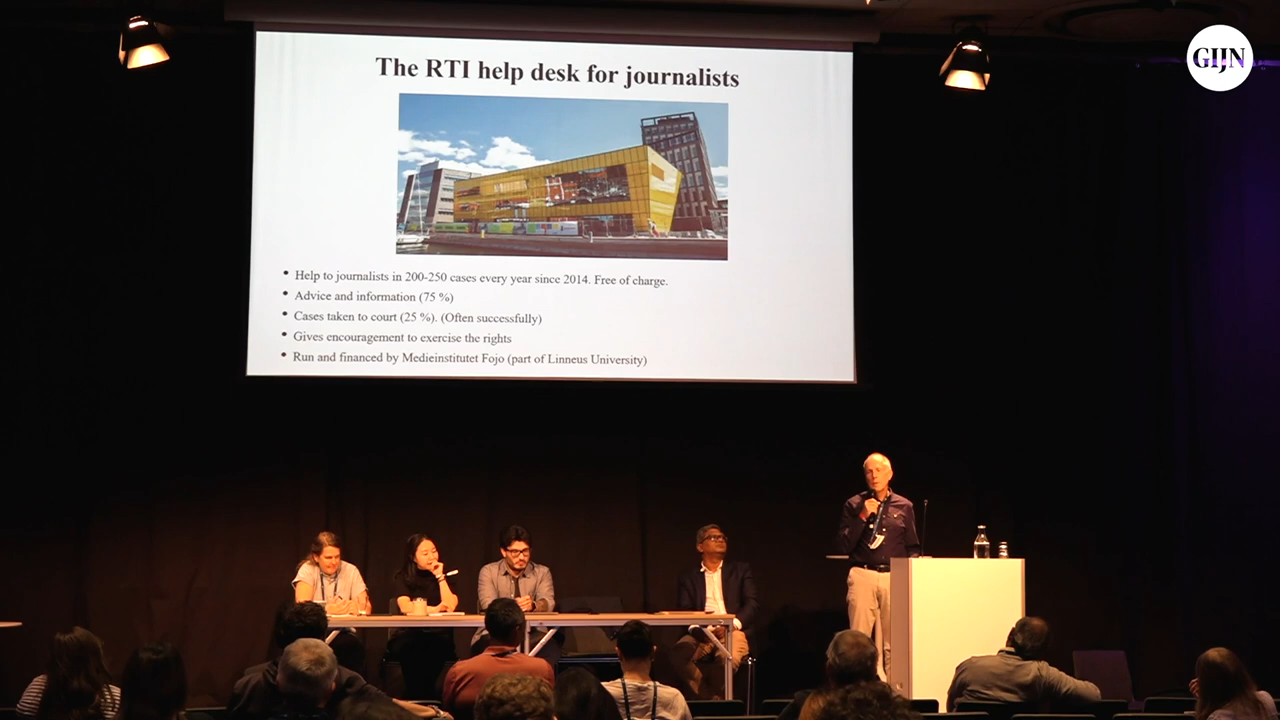 GIJN
The RTI help desk for journalists
• Help to journalists in 200-250 cases every year since 2014. Free of charge.
• Advice and information (75 %)
• Cases taken to court (25 %). (Often successfully)
• Gives encouragement to exercise the rights
• Run and financed by Medieinstitutet Fojo (part of Linneus University)